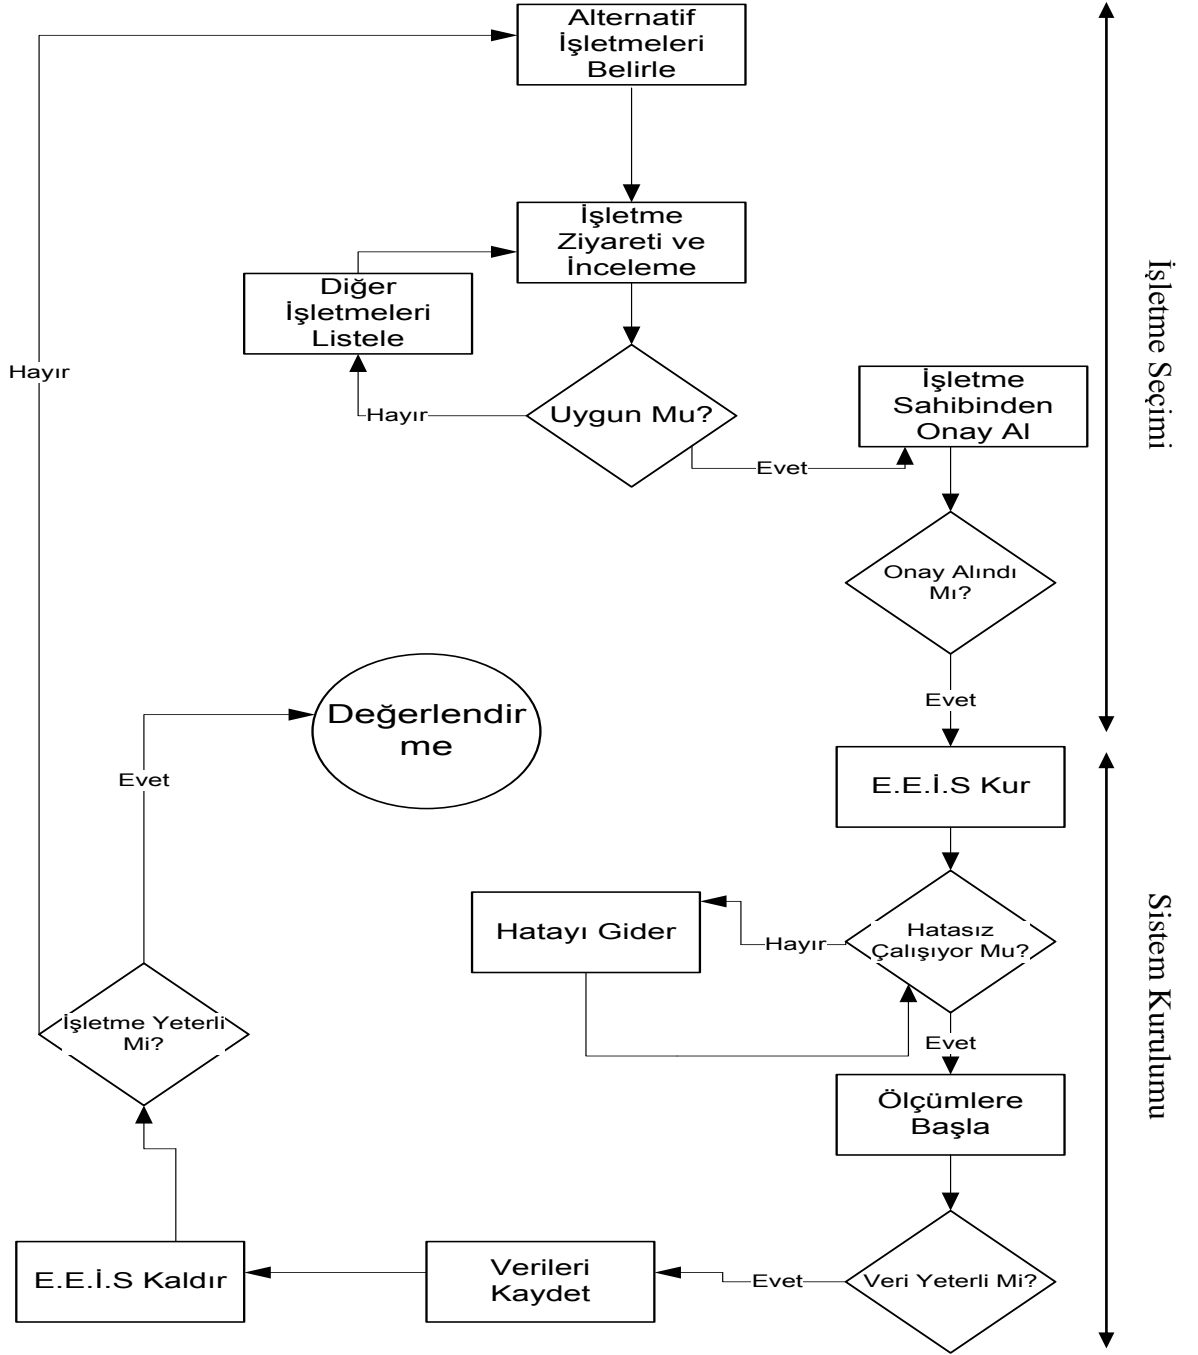 Alternatif
İşletmeleri
Belirle
İşletme
Ziyareti ve
İnceleme
Diğer
İşletmeleri
Listele
Hayır
Hayır
Uygun Mu?
İşletme
Sahibinden
Onay Al
Evet
İşletme Seçimi
Onay Alındı
Mı?
Evet
Değerlendir
me
Evet
E.E.İ.S Kur
Hatayı Gider
Hayır
Hatasız
Çalışıyor Mu?
Sistem Kurulumu
İşletme Yeterli
Mi?
Evet
Ölçümlere
Başla
E.E.İ.S Kaldır
Verileri
Kaydet
Evet
Veri Yeterli Mi?